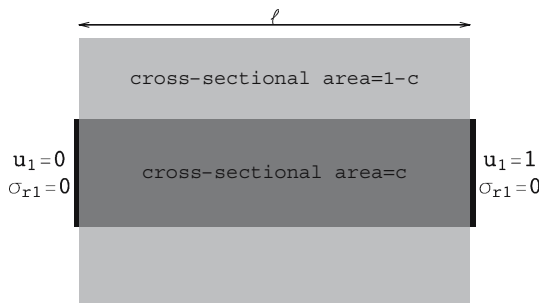 ℓ
cross-sectional area=1-c
u₁=0
σᵣ₁=0
cross-sectional area=c
u₁=1
σᵣ₁=0